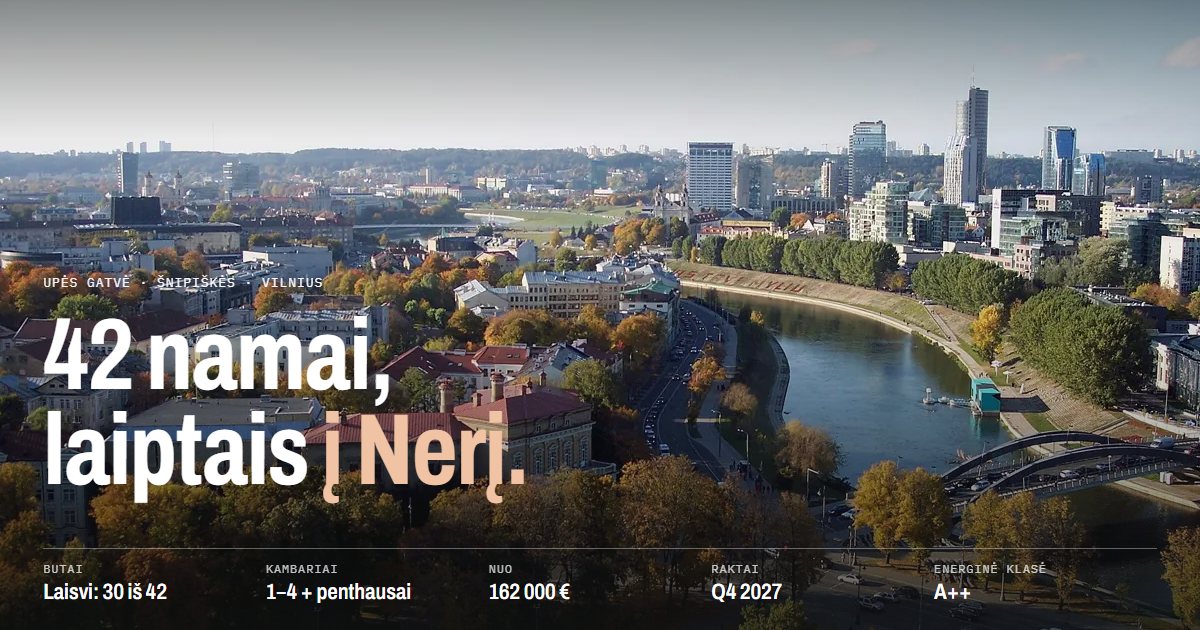 UPĖS GATVĖ · ŠNIPIŠKĖS · VILNIUS
42 namai,
laiptais į Nerį.
BUTAI
Laisvi: 30 iš 42
KAMBARIAI
1–4 + penthausai
NUO
162 000 €
RAKTAI
Q4 2027
ENERGINĖ KLASĖ
A++